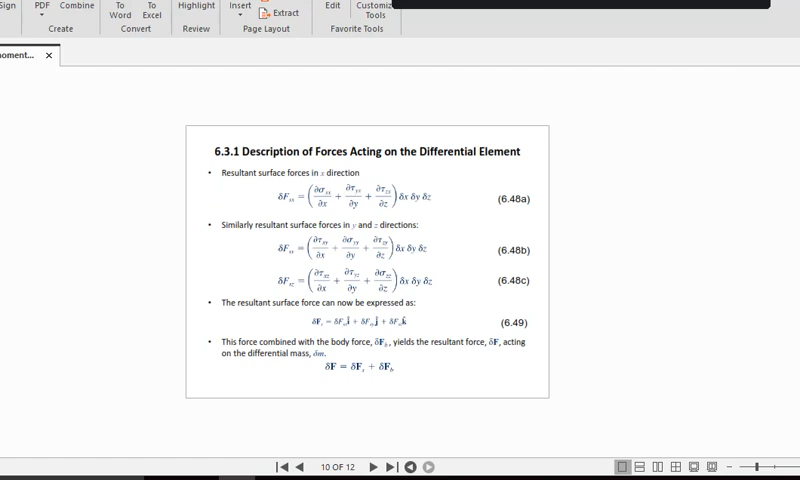 Sign PDF Combine To To Highlight Insert Edit Customiz
Word Excel Extract Tools
Create Convert Review Page Layout Favorite Tools
oment... ×
6.3.1 Description of Forces Acting on the Differential Element
• Resultant surface forces in x direction
δF_sx = (∂σ_xx/∂x + ∂τ_yx/∂y + ∂τ_zx/∂z) δx δy δz (6.48a)
• Similarly resultant surface forces in y and z directions:
δF_sy = (∂τ_xy/∂x + ∂σ_yy/∂y + ∂τ_zy/∂z) δx δy δz (6.48b)
δF_sz = (∂τ_xz/∂x + ∂τ_yz/∂y + ∂σ_zz/∂z) δx δy δz (6.48c)
• The resultant surface force can now be expressed as:
δF_s = δF_sx î + δF_sy ĵ + δF_sz k̂ (6.49)
• This force combined with the body force, δF_b, yields the resultant force, δF, acting
on the differential mass, δm.
δF = δF_s + δF_b
10 OF 12